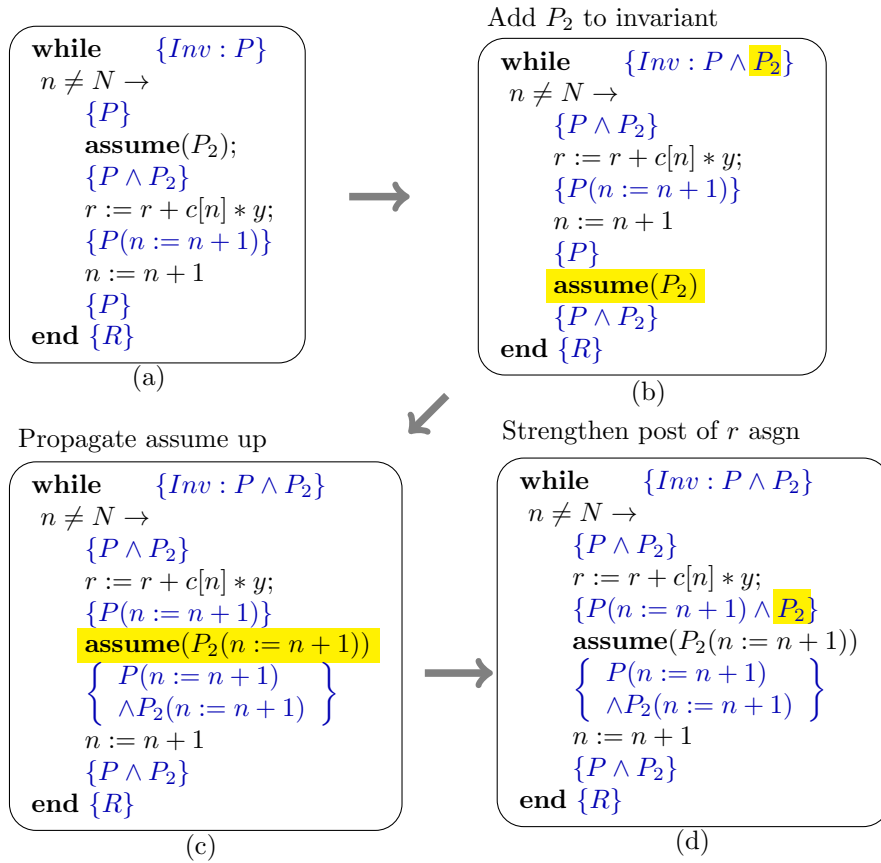 while {Inv : P}
n ≠ N →
{P}
assume(P₂);
{P ∧ P₂}
r := r + c[n] ∗ y;
{P(n := n + 1)}
n := n + 1
{P}
end {R}
(a)
Add P₂ to invariant
while {Inv : P ∧ P₂}
n ≠ N →
{P ∧ P₂}
r := r + c[n] ∗ y;
{P(n := n + 1)}
n := n + 1
{P}
assume(P₂)
{P ∧ P₂}
end {R}
(b)
Propagate assume up
while {Inv : P ∧ P₂}
n ≠ N →
{P ∧ P₂}
r := r + c[n] ∗ y;
{P(n := n + 1)}
assume(P₂(n := n + 1))
{ P(n := n + 1)
∧P₂(n := n + 1) }
n := n + 1
{P ∧ P₂}
end {R}
(c)
Strengthen post of r asgn
while {Inv : P ∧ P₂}
n ≠ N →
{P ∧ P₂}
r := r + c[n] ∗ y;
{P(n := n + 1) ∧ P₂}
assume(P₂(n := n + 1))
{ P(n := n + 1)
∧P₂(n := n + 1) }
n := n + 1
{P ∧ P₂}
end {R}
(d)